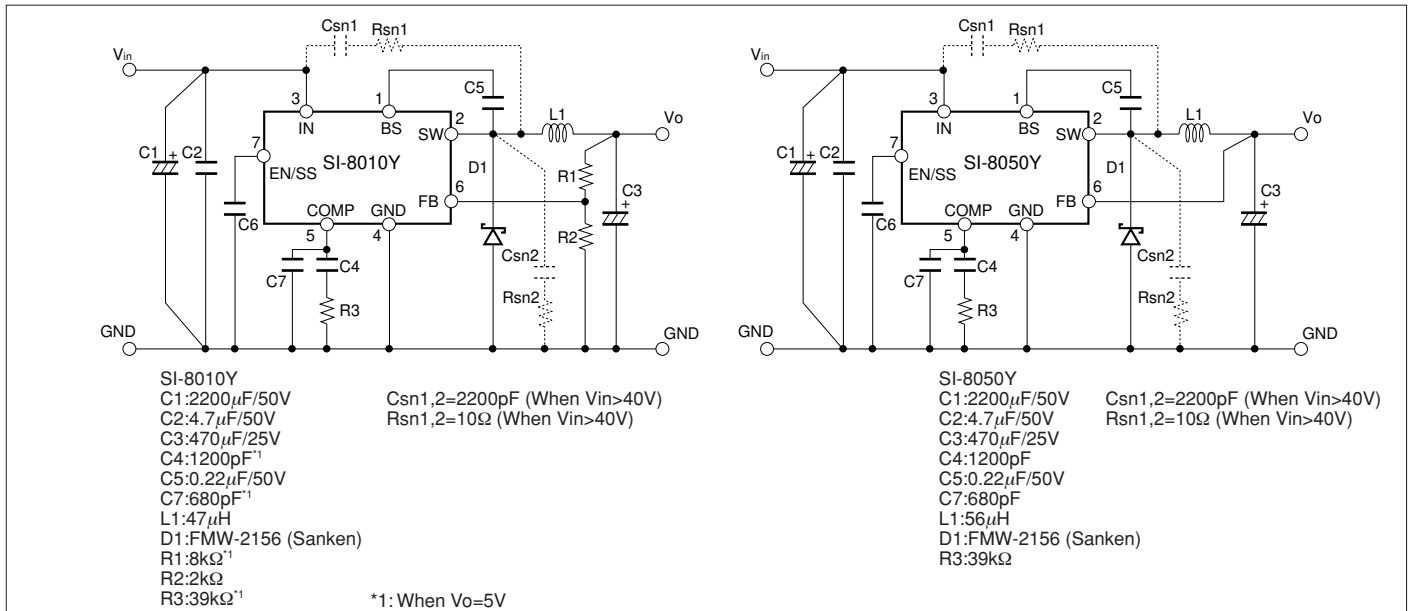 Csn1 Rsn1
Vin
C5
L1
Vo
3 1
IN BS
2
SW
7
C1 + C2
SI-8010Y
D1
EN/SS
R1
6
FB
C3
+
COMP GND
C6
5 4
R2
Csn2
C4
C7
Rsn2
R3
GND GND
Csn1 Rsn1
Vin
C5
L1
Vo
3 1
IN BS
2
SW
7
C1 + C2
SI-8050Y
D1
EN/SS
6
FB
C3
+
COMP GND
C6
5 4
Csn2
C4
C7
Rsn2
R3
GND GND
SI-8010Y
C1:2200μF/50V
C2:4.7μF/50V
C3:470μF/25V
C4:1200pF*1
C5:0.22μF/50V
C7:680pF*1
L1:47μH
D1:FMW-2156 (Sanken)
R1:8kΩ*1
R2:2kΩ
R3:39kΩ*1
Csn1,2=2200pF (When Vin>40V)
Rsn1,2=10Ω (When Vin>40V)
*1: When Vo=5V
SI-8050Y
C1:2200μF/50V
C2:4.7μF/50V
C3:470μF/25V
C4:1200pF
C5:0.22μF/50V
C7:680pF
L1:56μH
D1:FMW-2156 (Sanken)
R3:39kΩ
Csn1,2=2200pF (When Vin>40V)
Rsn1,2=10Ω (When Vin>40V)